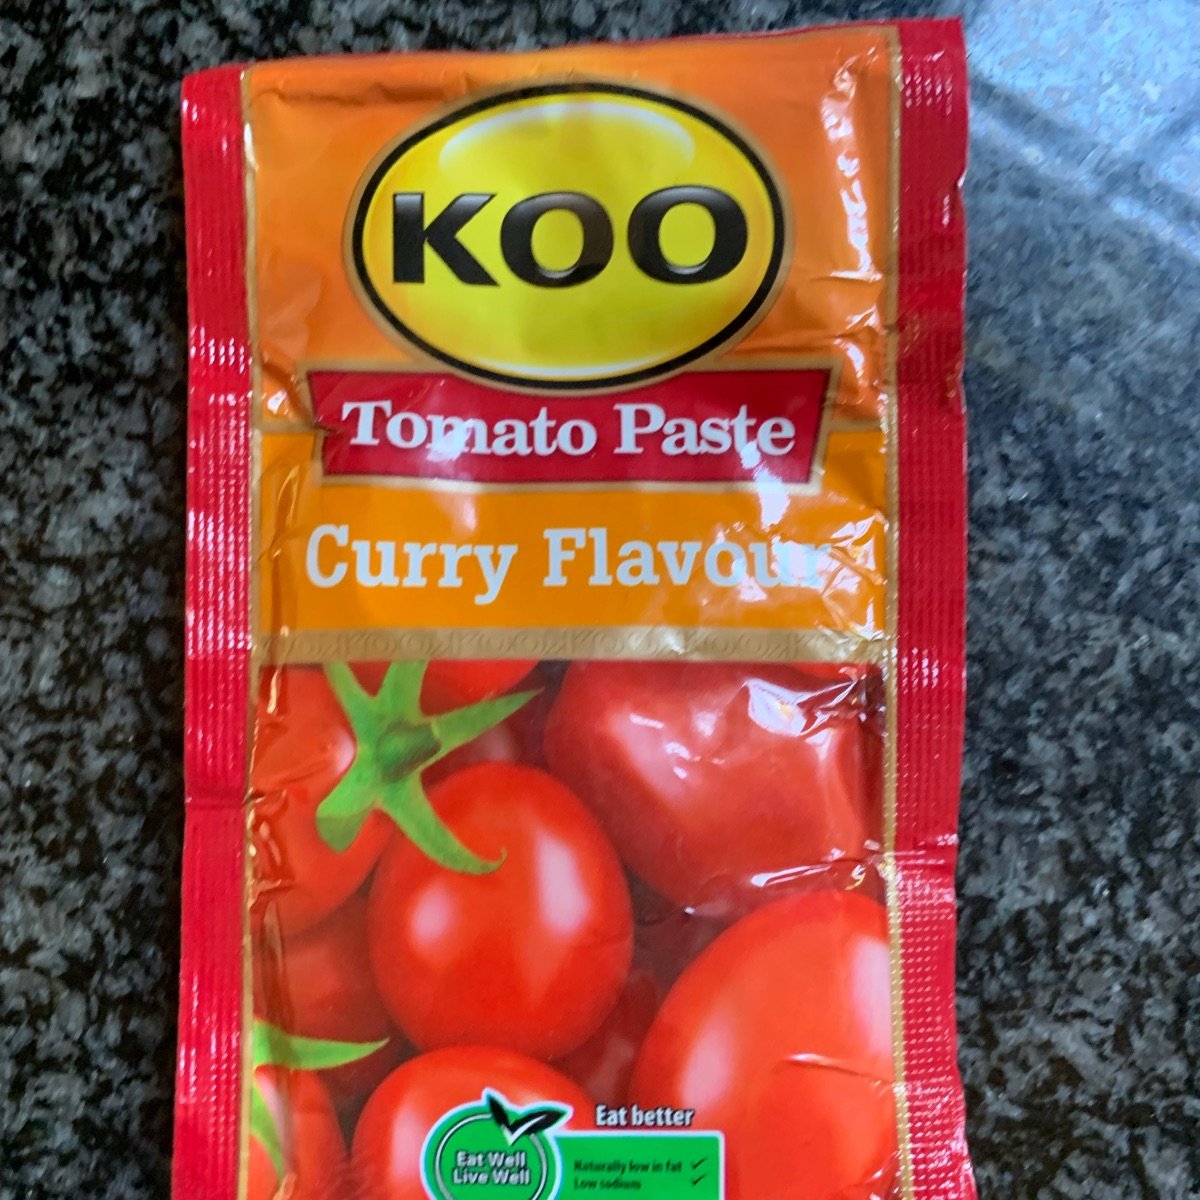 KOO
Tomato Paste
Curry Flavour
Eat better
Eat Well
Live Well
Naturally low in fat
Low sodium